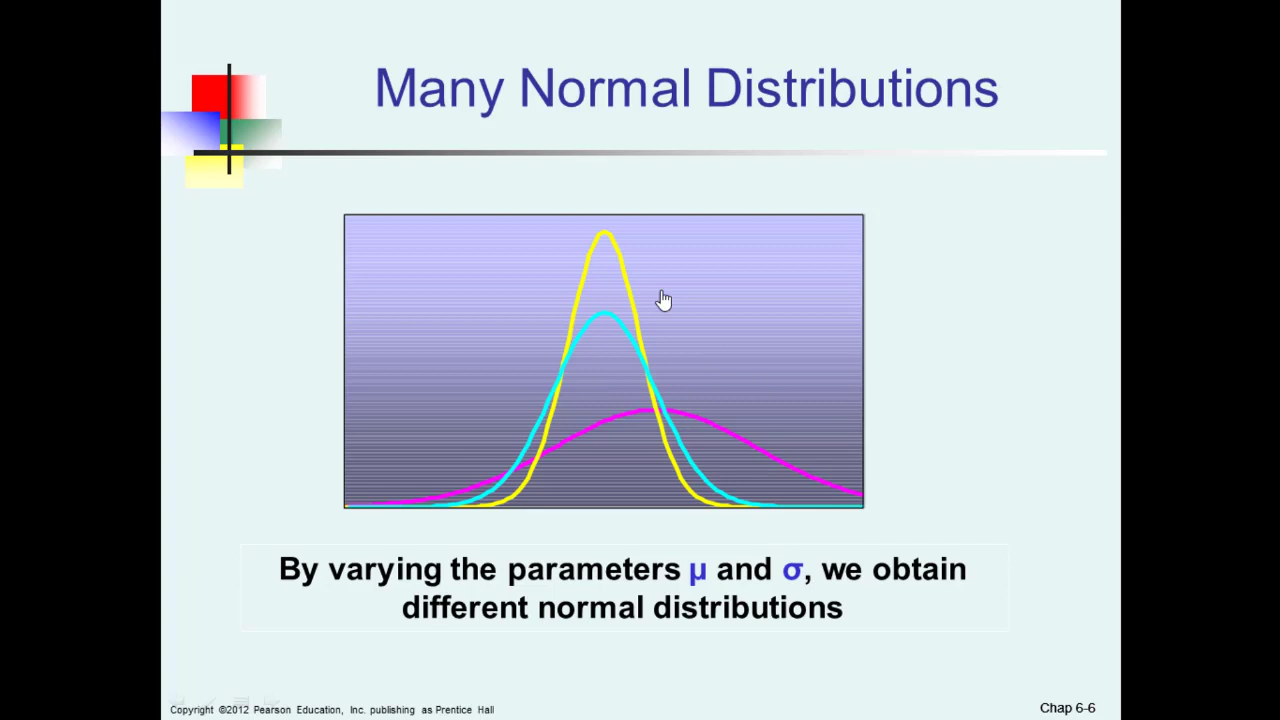 Many Normal Distributions
By varying the parameters μ and σ, we obtain
different normal distributions
Copyright ©2012 Pearson Education, Inc. publishing as Prentice Hall
Chap 6-6